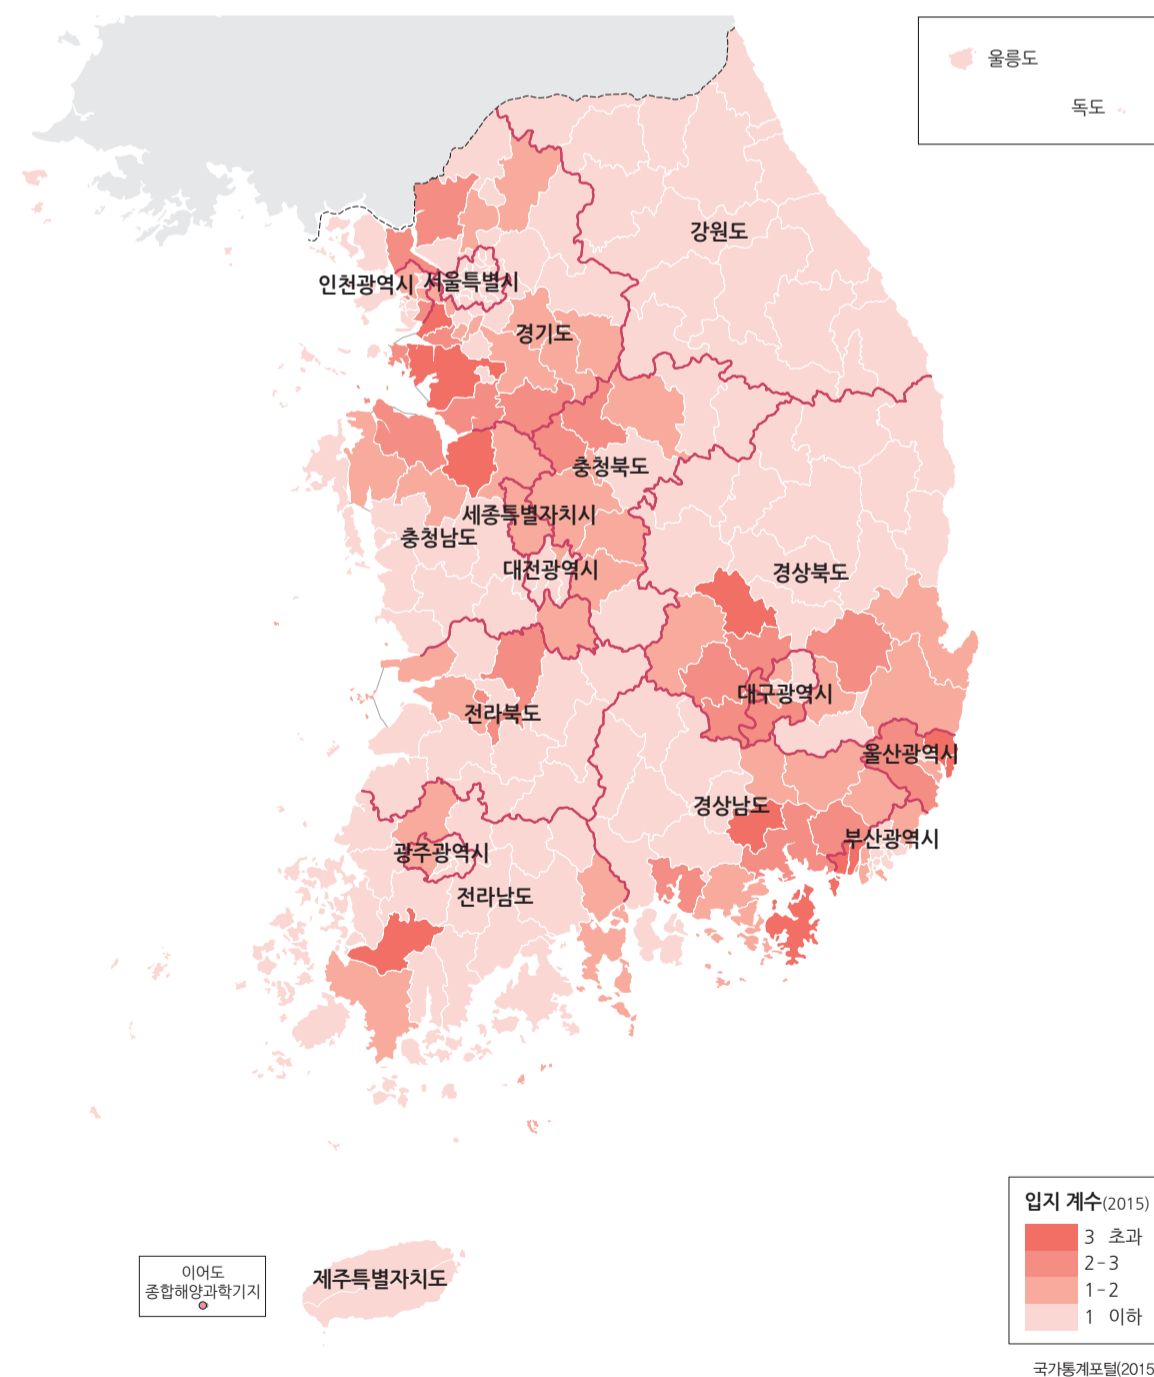 울릉도
독도
강원도
인천광역시
서울특별시
경기도
충청북도
세종특별자치시
충청남도
대전광역시
경상북도
대구광역시
전라북도
울산광역시
경상남도
부산광역시
광주광역시
전라남도
입지 계수(2015)
3 초과
2-3
1-2
1 이하
이어도
종합해양과학기지
제주특별자치도
국가통계포털(2015